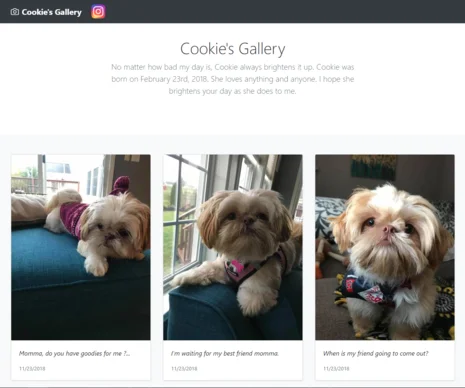 Cookie's Gallery
Cookie's Gallery
No matter how bad my day is, Cookie always brightens it up. Cookie was
born on February 23rd, 2018. She loves anything and anyone. I hope she
brightens your day as she does to me.
Momma, do you have goodies for me ?...
I'm waiting for my best friend momma.
When is my friend going to come out?
11/23/2018
11/23/2018
11/23/2018